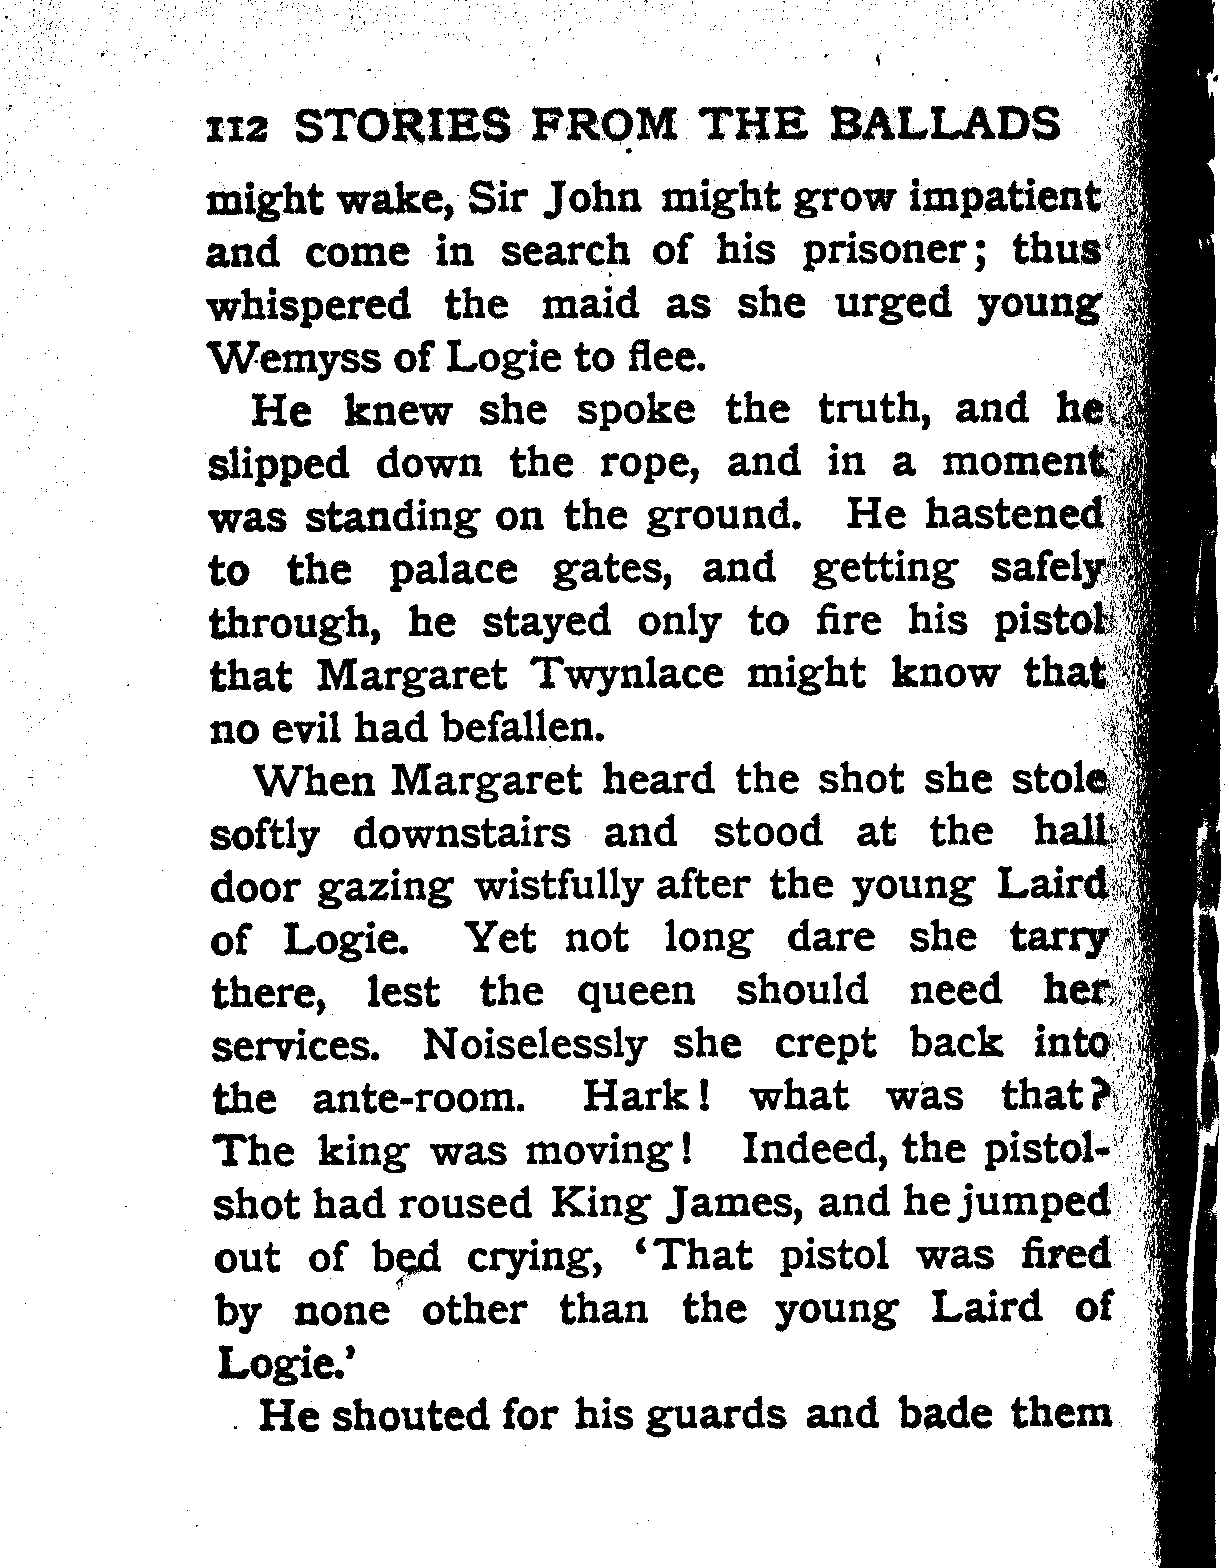 112 STORIES FROM THE BALLADS
might wake, Sir John might grow impatient
and come in search of his prisoner; thus
whispered the maid as she urged young
Wemyss of Logie to flee.
He knew she spoke the truth, and he
slipped down the rope, and in a moment
was standing on the ground. He hastened
to the palace gates, and getting safely
through, he stayed only to fire his pistol
that Margaret Twynlace might know that
no evil had befallen.
When Margaret heard the shot she stole
softly downstairs and stood at the hall
door gazing wistfully after the young Laird
of Logie. Yet not long dare she tarry
there, lest the queen should need her
services. Noiselessly she crept back into
the ante-room. Hark! what was that?
The king was moving! Indeed, the pistol-
shot had roused King James, and he jumped
out of bed crying, ‘That pistol was fired
by none other than the young Laird of
Logie.’
He shouted for his guards and bade them